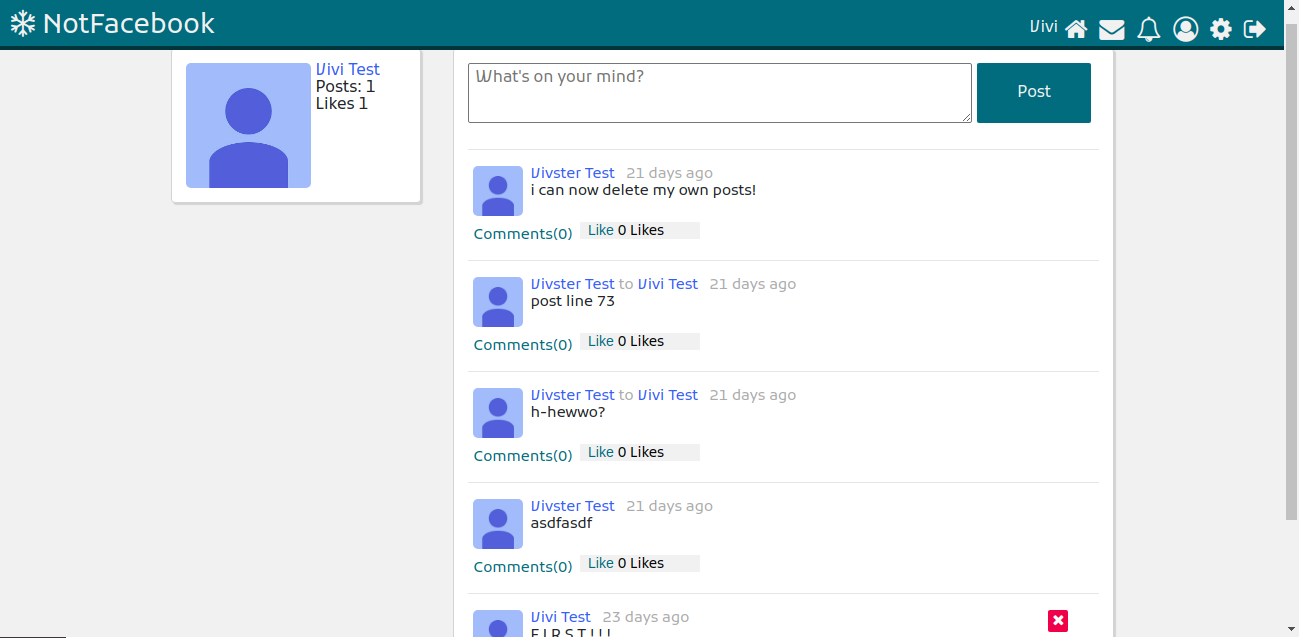 NotFacebook
Vivi
Vivi Test
Posts: 1
Likes 1
What's on your mind?
Post
Vivster Test 21 days ago
i can now delete my own posts!
Comments(0) Like 0 Likes
Vivster Test to Vivi Test 21 days ago
post line 73
Comments(0) Like 0 Likes
Vivster Test to Vivi Test 21 days ago
h-hewwo?
Comments(0) Like 0 Likes
Vivster Test 21 days ago
asdfasdf
Comments(0) Like 0 Likes
Vivi Test 23 days ago
F I R S T ! ! !